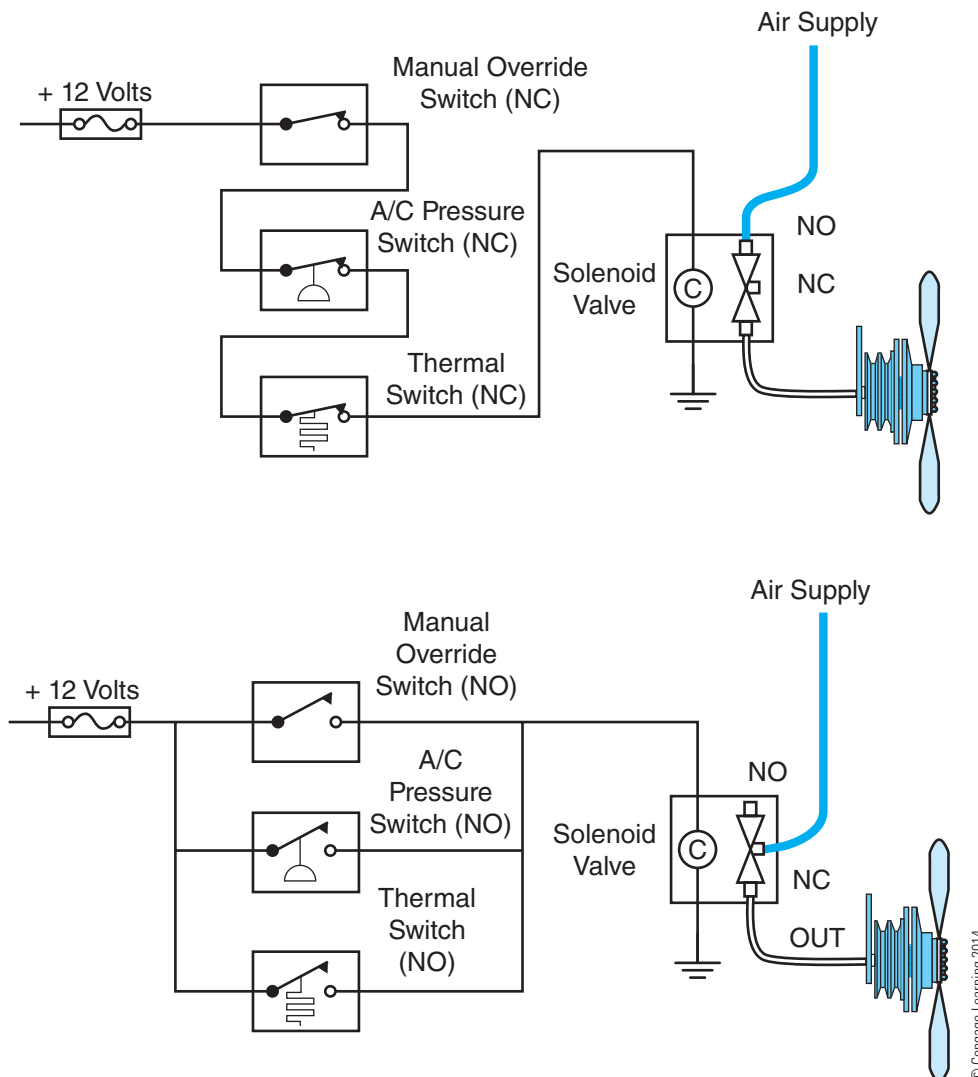 Air Supply
Manual Override
Switch (NC)
+ 12 Volts
A/C Pressure
Switch (NC)
NO
Solenoid
Valve
C
NC
Thermal
Switch (NC)
Air Supply
Manual
Override
Switch (NO)
+ 12 Volts
A/C
Pressure
Switch (NO)
NO
Solenoid
Valve
C
NC
Thermal
Switch
(NO)
OUT
© Cengage Learning 2014